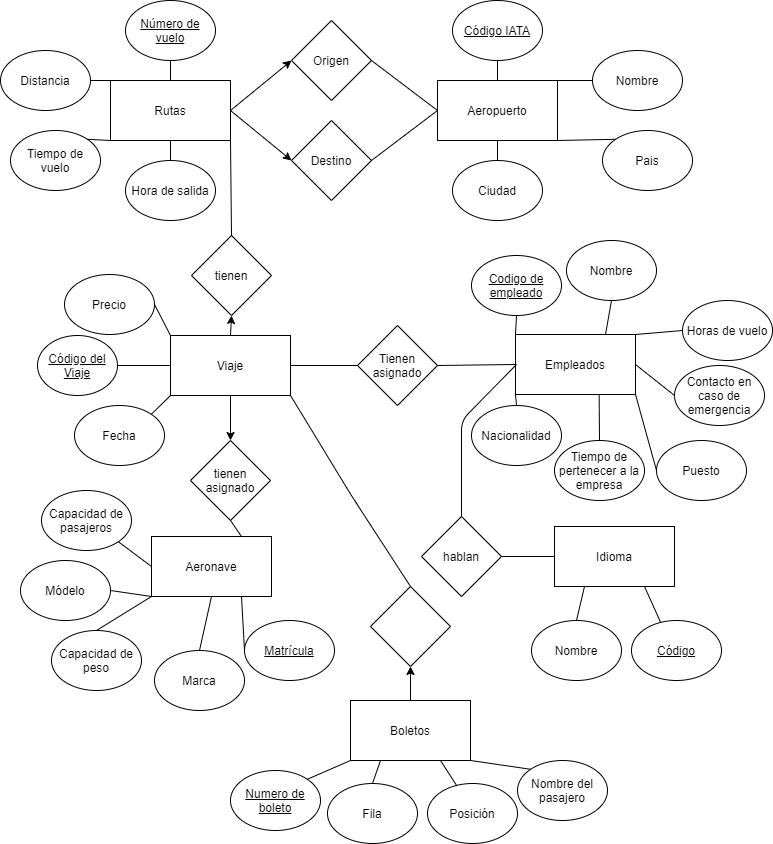 Número de
vuelo
Código IATA
Origen
Distancia
Nombre
Rutas
Aeropuerto
Tiempo de
vuelo
Destino
Pais
Hora de salida
Ciudad
tienen
Codigo de
empleado
Nombre
Precio
Horas de vuelo
Código del
Viaje
Viaje
Tienen
asignado
Empleados
Contacto en
caso de
emergencia
Fecha
Nacionalidad
Tiempo de
pertenecer a la
empresa
Puesto
tienen
asignado
Capacidad de
pasajeros
Aeronave
hablan
Idioma
Módelo
Capacidad de
peso
Marca
Matrícula
Nombre
Código
Boletos
Numero de
boleto
Fila
Posición
Nombre del
pasajero